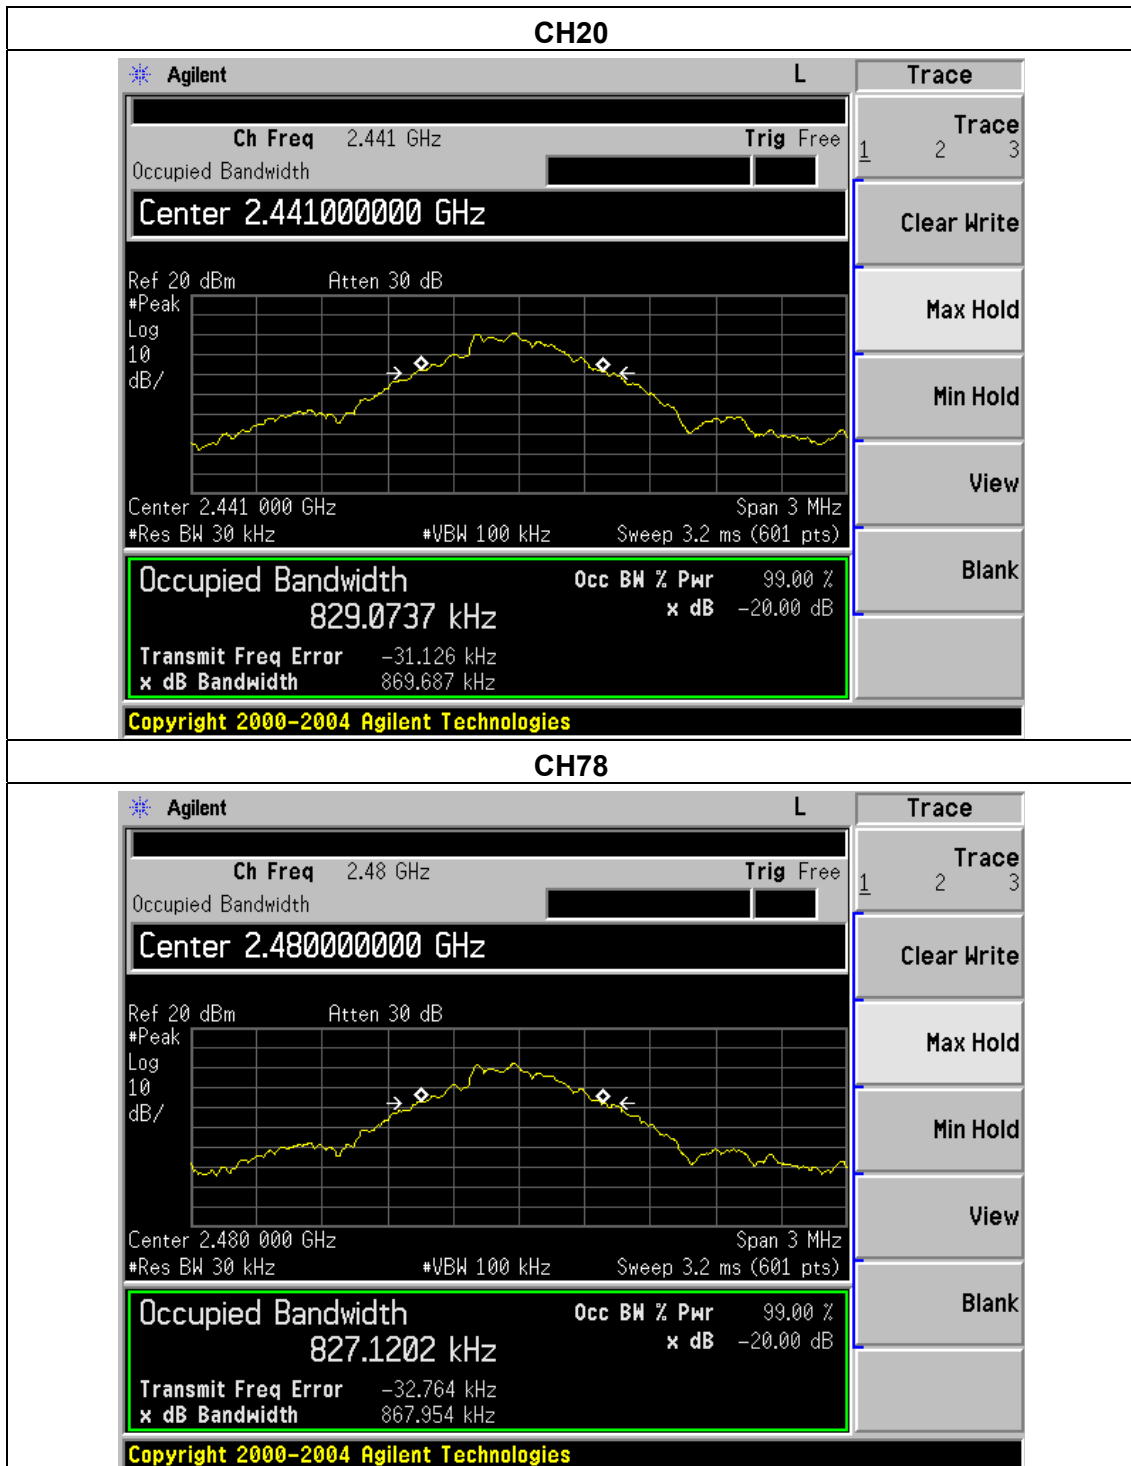 CH20
Agilent L Trace
Ch Freq 2.441 GHz Trig Free
Trace
1 2 3
Occupied Bandwidth
Center 2.441000000 GHz
Clear Write
Ref 20 dBm Atten 30 dB
#Peak
Log
10
dB/
Max Hold
Min Hold
View
Center 2.441 000 GHz Span 3 MHz
#Res BW 30 kHz #VBW 100 kHz Sweep 3.2 ms (601 pts)
Blank
Occupied Bandwidth Occ BW % Pwr 99.00 %
829.0737 kHz x dB -20.00 dB
Transmit Freq Error -31.126 kHz
x dB Bandwidth 869.687 kHz
Copyright 2000-2004 Agilent Technologies
CH78
Agilent L Trace
Ch Freq 2.48 GHz Trig Free
Trace
1 2 3
Occupied Bandwidth
Center 2.480000000 GHz
Clear Write
Ref 20 dBm Atten 30 dB
#Peak
Log
10
dB/
Max Hold
Min Hold
View
Center 2.480 000 GHz Span 3 MHz
#Res BW 30 kHz #VBW 100 kHz Sweep 3.2 ms (601 pts)
Blank
Occupied Bandwidth Occ BW % Pwr 99.00 %
827.1202 kHz x dB -20.00 dB
Transmit Freq Error -32.764 kHz
x dB Bandwidth 867.954 kHz
Copyright 2000-2004 Agilent Technologies